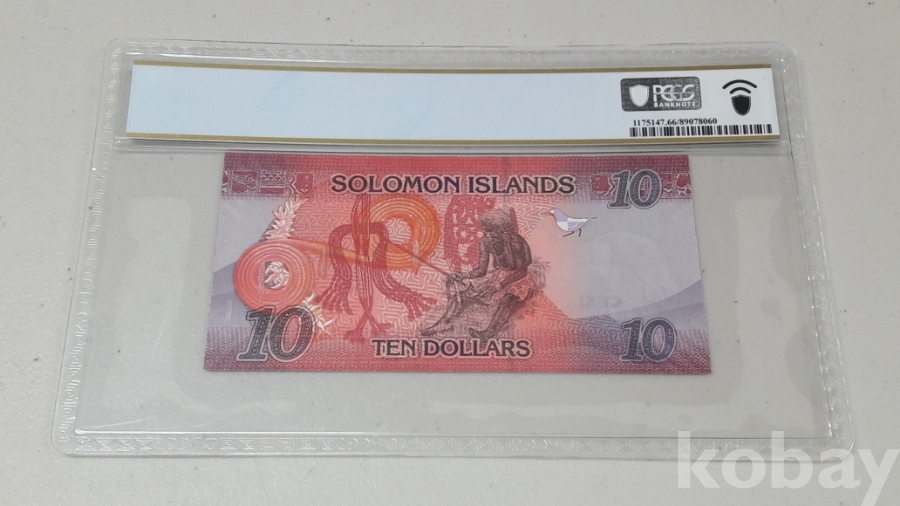 PCGS
BANKNOTE
1175147.66/89078060
SOLOMON ISLANDS
10
10
TEN DOLLARS
10
kobay